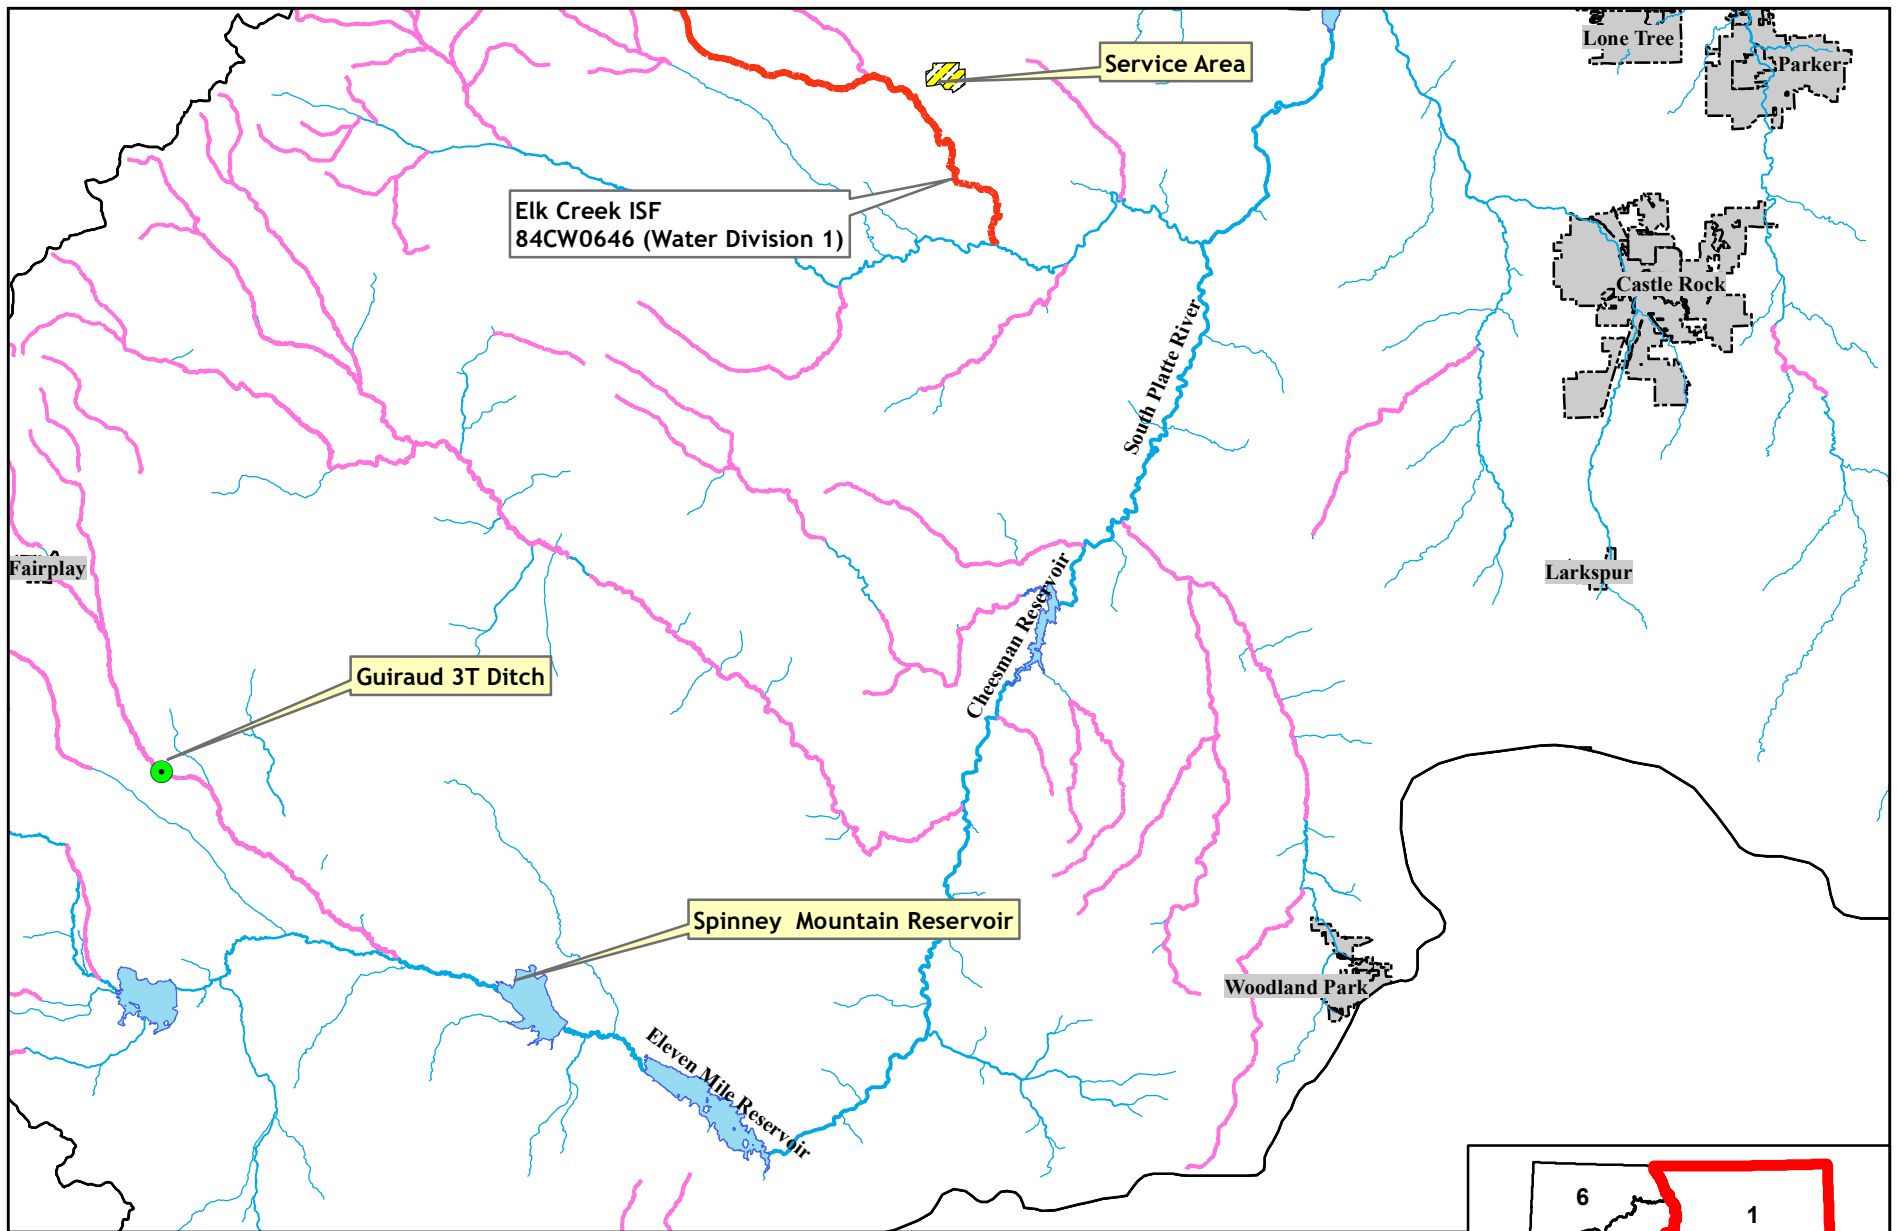 Lone Tree
Parker
Service Area
Elk Creek ISF
84CW0646 (Water Division 1)
Castle Rock
South Platte River
Fairplay
Larkspur
Cheesman Reservoir
Guiraud 3T Ditch
Spinney Mountain Reservoir
Woodland Park
Eleven Mile Reservoir
6
1